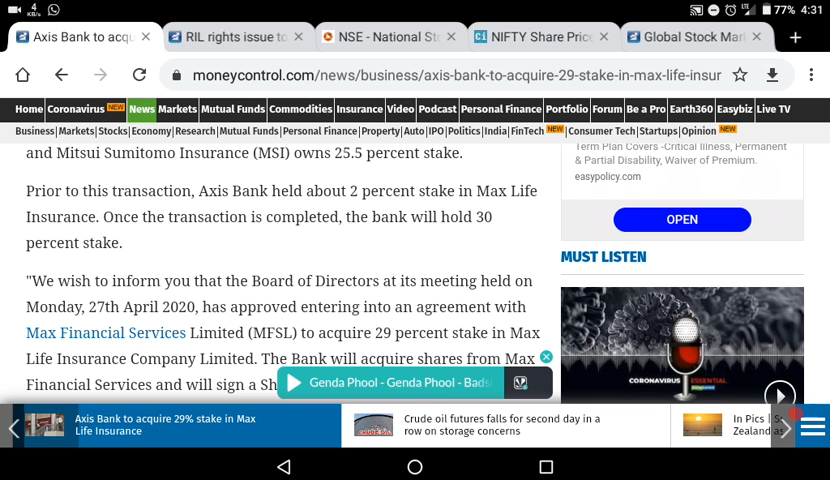 4
KB/s
LTE
77% 4:31
Axis Bank to acqu
RIL rights issue to
NSE - National Sto
NIFTY Share Price
Global Stock Mar
moneycontrol.com/news/business/axis-bank-to-acquire-29-stake-in-max-life-insur
Home Coronavirus NEW News Markets Mutual Funds Commodities Insurance Video Podcast Personal Finance Portfolio Forum Be a Pro Earth360 Easybiz Live TV
Business| Markets| Stocks| Economy| Research| Mutual Funds| Personal Finance| Property| Auto| IPO| Politics| India| FinTech NEW | Consumer Tech| Startups| Opinion NEW
and Mitsui Sumitomo Insurance (MSI) owns 25.5 percent stake.
Prior to this transaction, Axis Bank held about 2 percent stake in Max Life
Insurance. Once the transaction is completed, the bank will hold 30
percent stake.
"We wish to inform you that the Board of Directors at its meeting held on
Monday, 27th April 2020, has approved entering into an agreement with
Max Financial Services Limited (MFSL) to acquire 29 percent stake in Max
Life Insurance Company Limited. The Bank will acquire shares from Max
Financial Services and will sign a Sh
Term Plan Covers -Critical Illness, Permanent
& Partial Disability, Waiver of Premium.
easypolicy.com
OPEN
MUST LISTEN
CORONAVIRUS ESSENTIAL
Genda Phool - Genda Phool - Bads
Axis Bank to acquire 29% stake in Max
Life Insurance
Crude oil futures falls for second day in a
row on storage concerns
In Pics |
Zealand